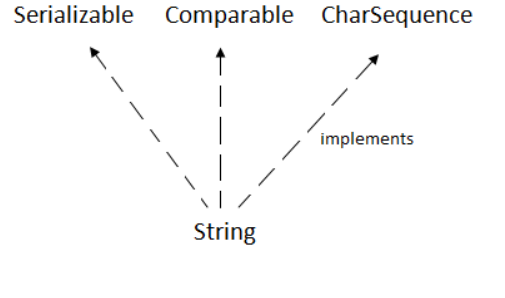 Serializable Comparable CharSequence
implements
String